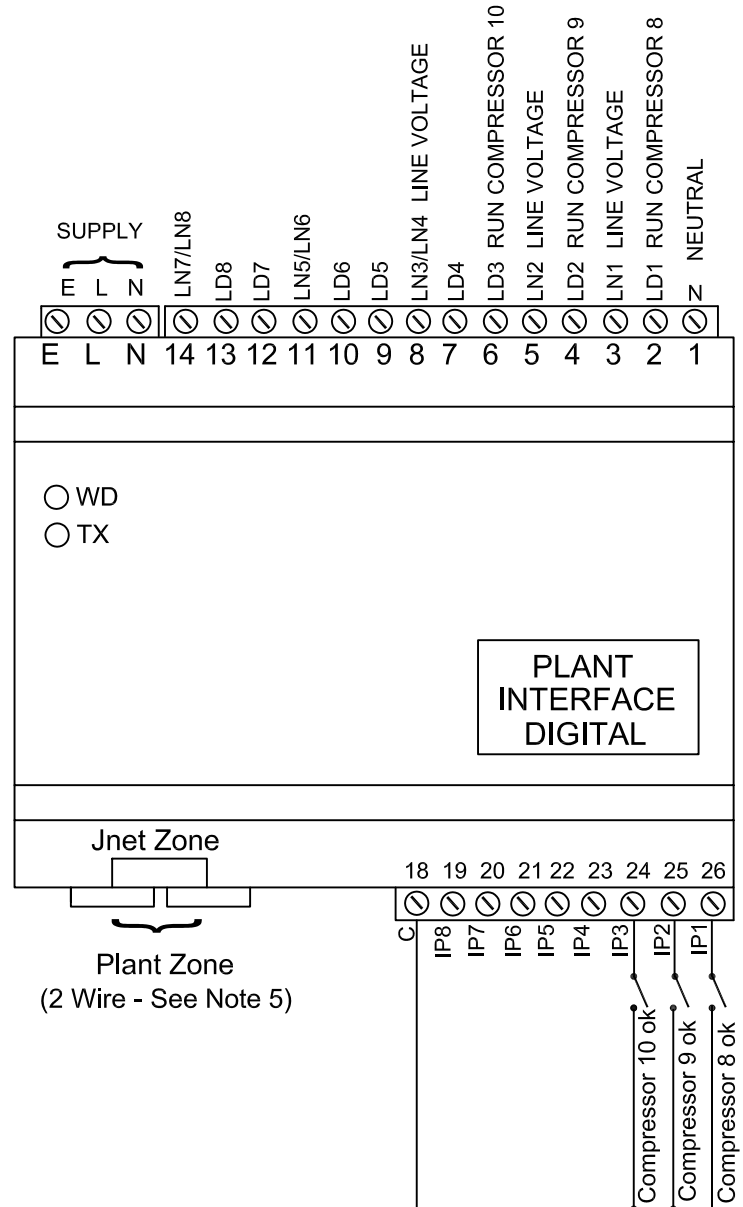 SUPPLY
E L N
LN7/LN8
LD8
LD7
LN5/LN6
LD6
LD5
LN3/LN4 LINE VOLTAGE
LD4
LD3 RUN COMPRESSOR 10
LN2 LINE VOLTAGE
LD2 RUN COMPRESSOR 9
LN1 LINE VOLTAGE
LD1 RUN COMPRESSOR 8
N NEUTRAL
E L N 14 13 12 11 10 9 8 7 6 5 4 3 2 1
WD
TX
PLANT
INTERFACE
DIGITAL
Jnet Zone
Plant Zone
(2 Wire - See Note 5)
18 19 20 21 22 23 24 25 26
C
IP8
IP7
IP6
IP5
IP4
IP3
IP2
IP1
Compressor 10 ok
Compressor 9 ok
Compressor 8 ok